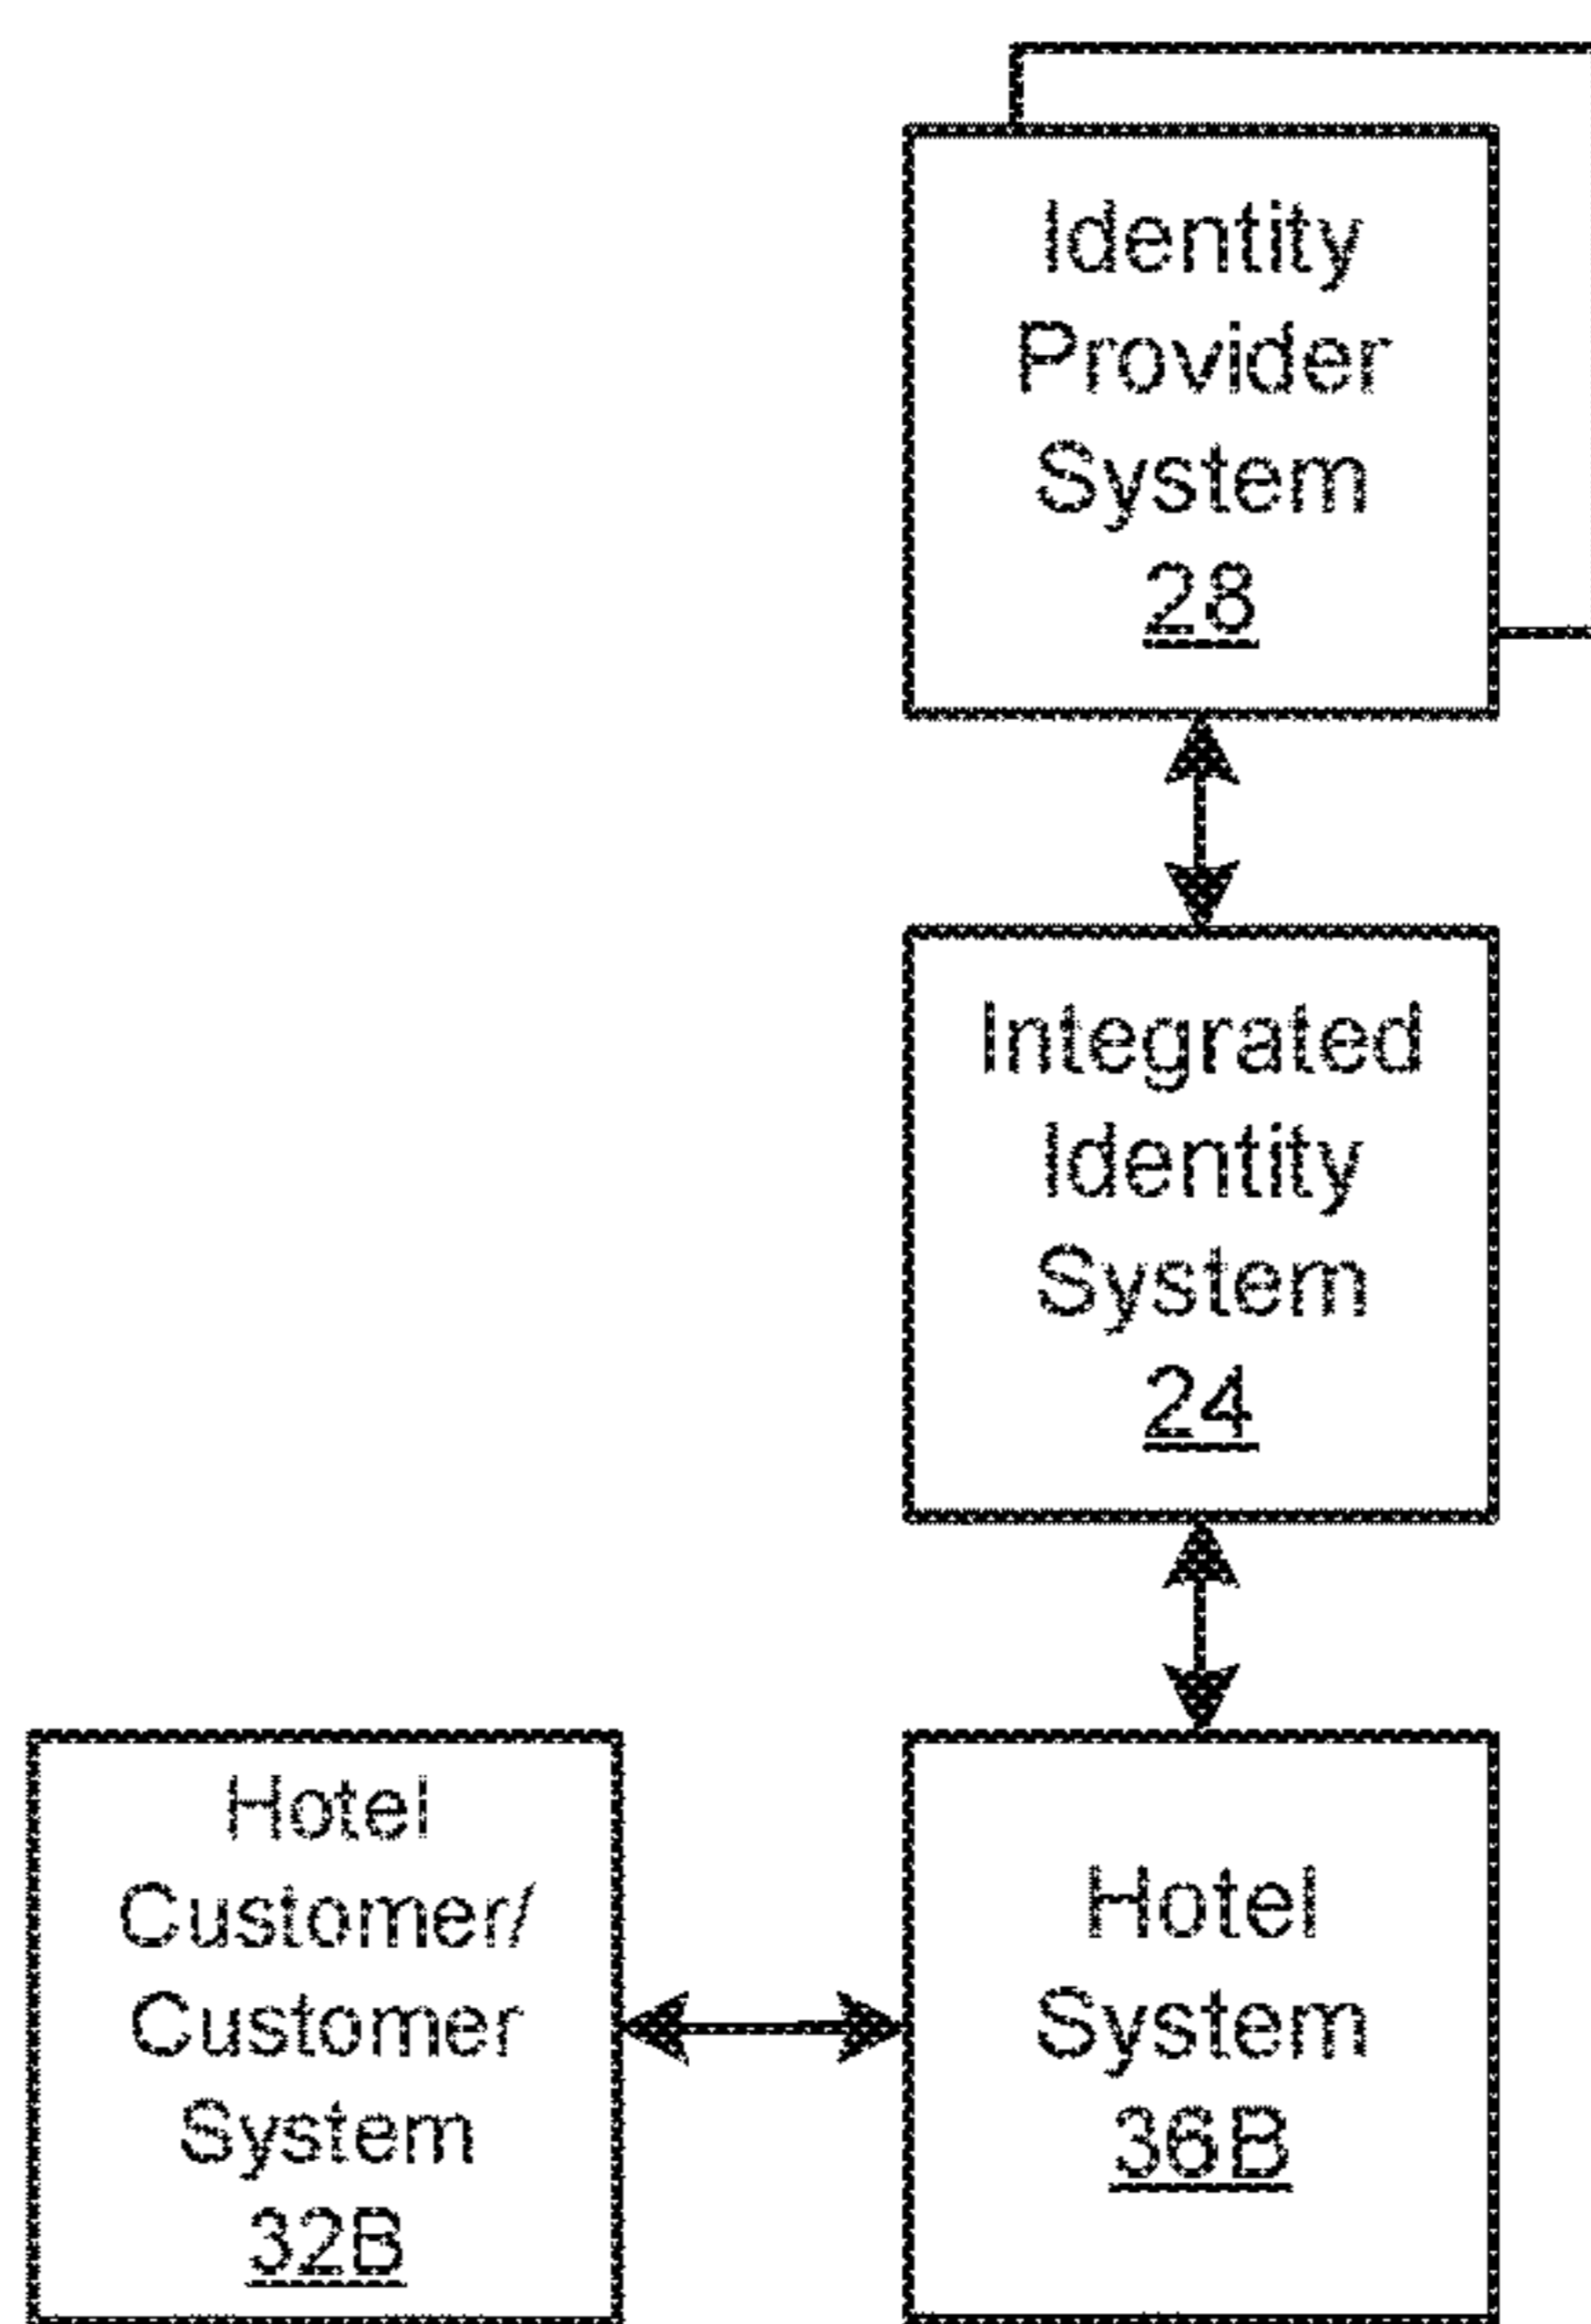 Identity
Provider
System
28
Integrated
Identity
System
24
Hotel
Customer/
Customer
System
32B
Hotel
System
36B